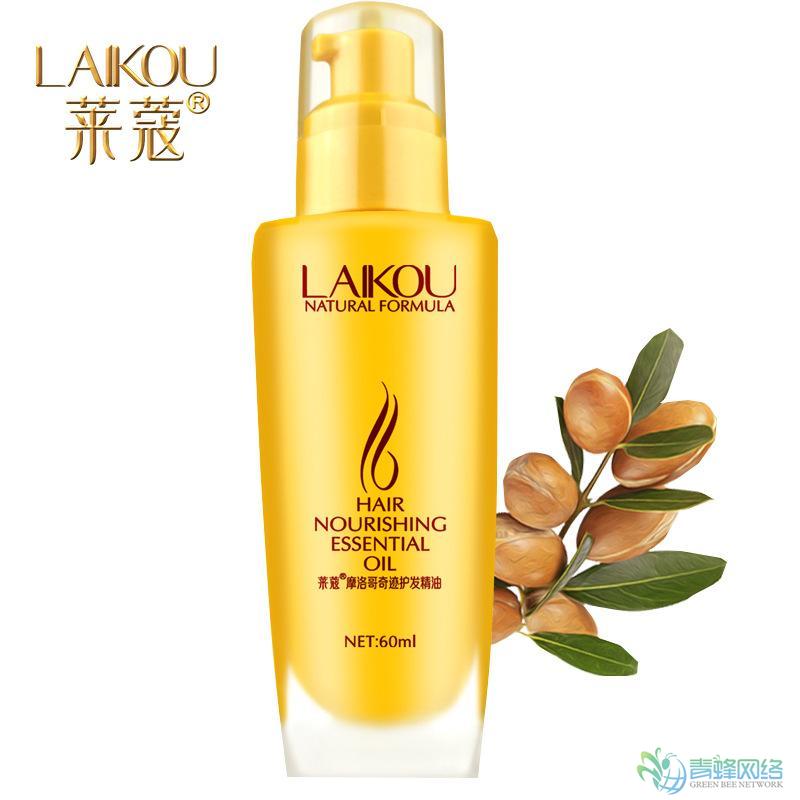 LAIKOU
莱蔻®
LAIKOU
NATURAL FORMULA
HAIR
NOURISHING
ESSENTIAL
OIL
莱蔻®摩洛哥奇迹护发精油
NET:60ml
青蜂网络
GREEN BEE NETWORK